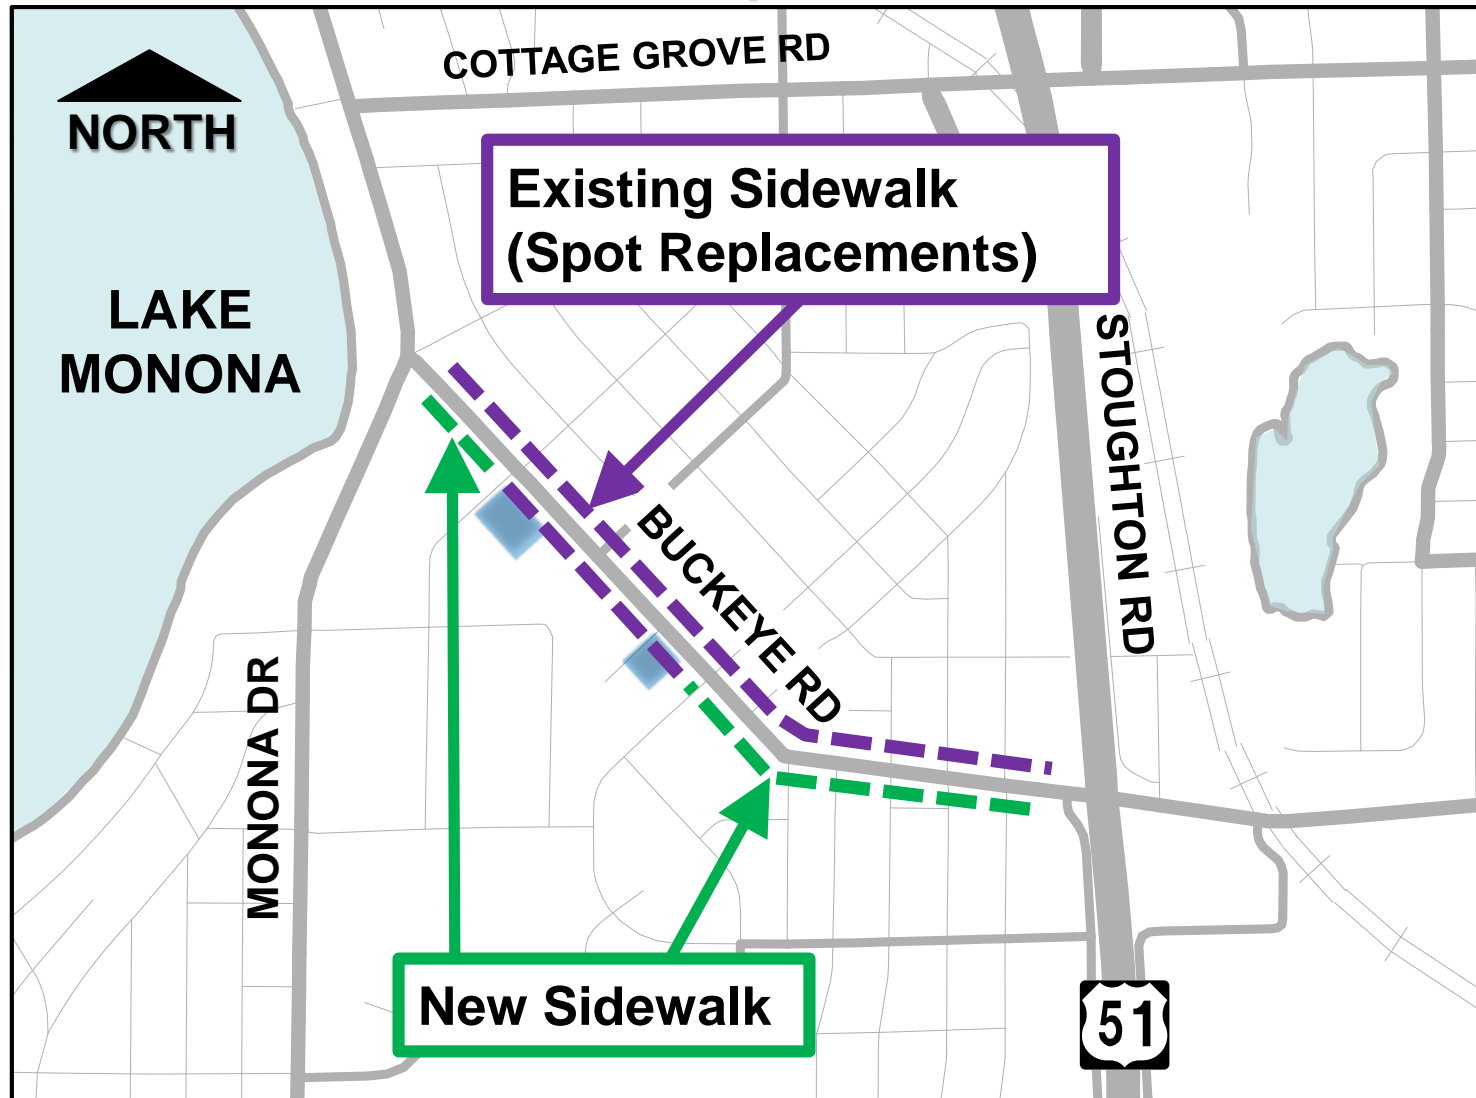 COTTAGE GROVE RD
NORTH
Existing Sidewalk
(Spot Replacements)
LAKE
MONONA
STOUGHTON RD
BUCKEYE RD
MONONA DR
New Sidewalk
51